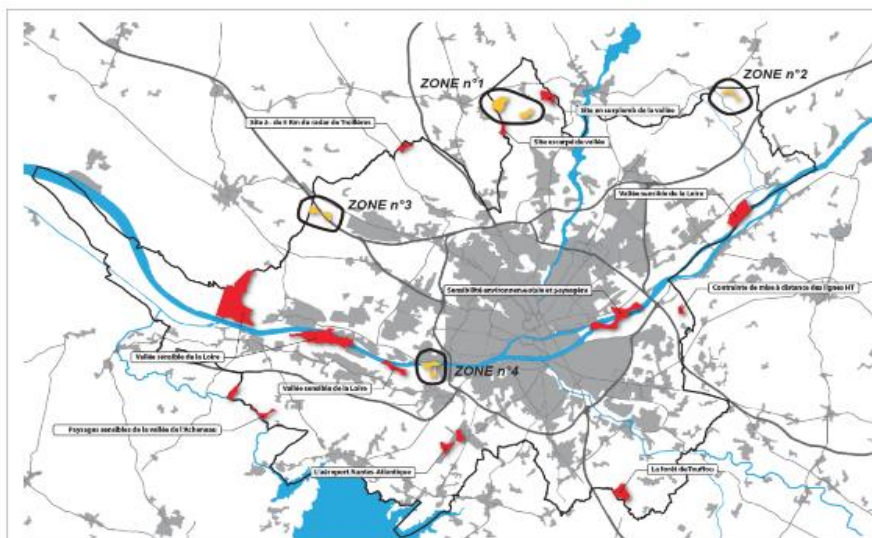 ZONE n°1
ZONE n°2
Site en surplomb de la vallée
Site à - de 5 Km du radar de Treillières
Site escarpé de vallée
Vallée sensible de la Loire
ZONE n°3
Sensibilité environnementale et paysagère
Contrainte de mise à distance des lignes HT
Vallée sensible de la Loire
ZONE n°4
Vallée sensible de la Loire
Paysages sensibles de la vallée de l'Acheneau
L'aéroport Nantes-Atlantique
La forêt de Touffou